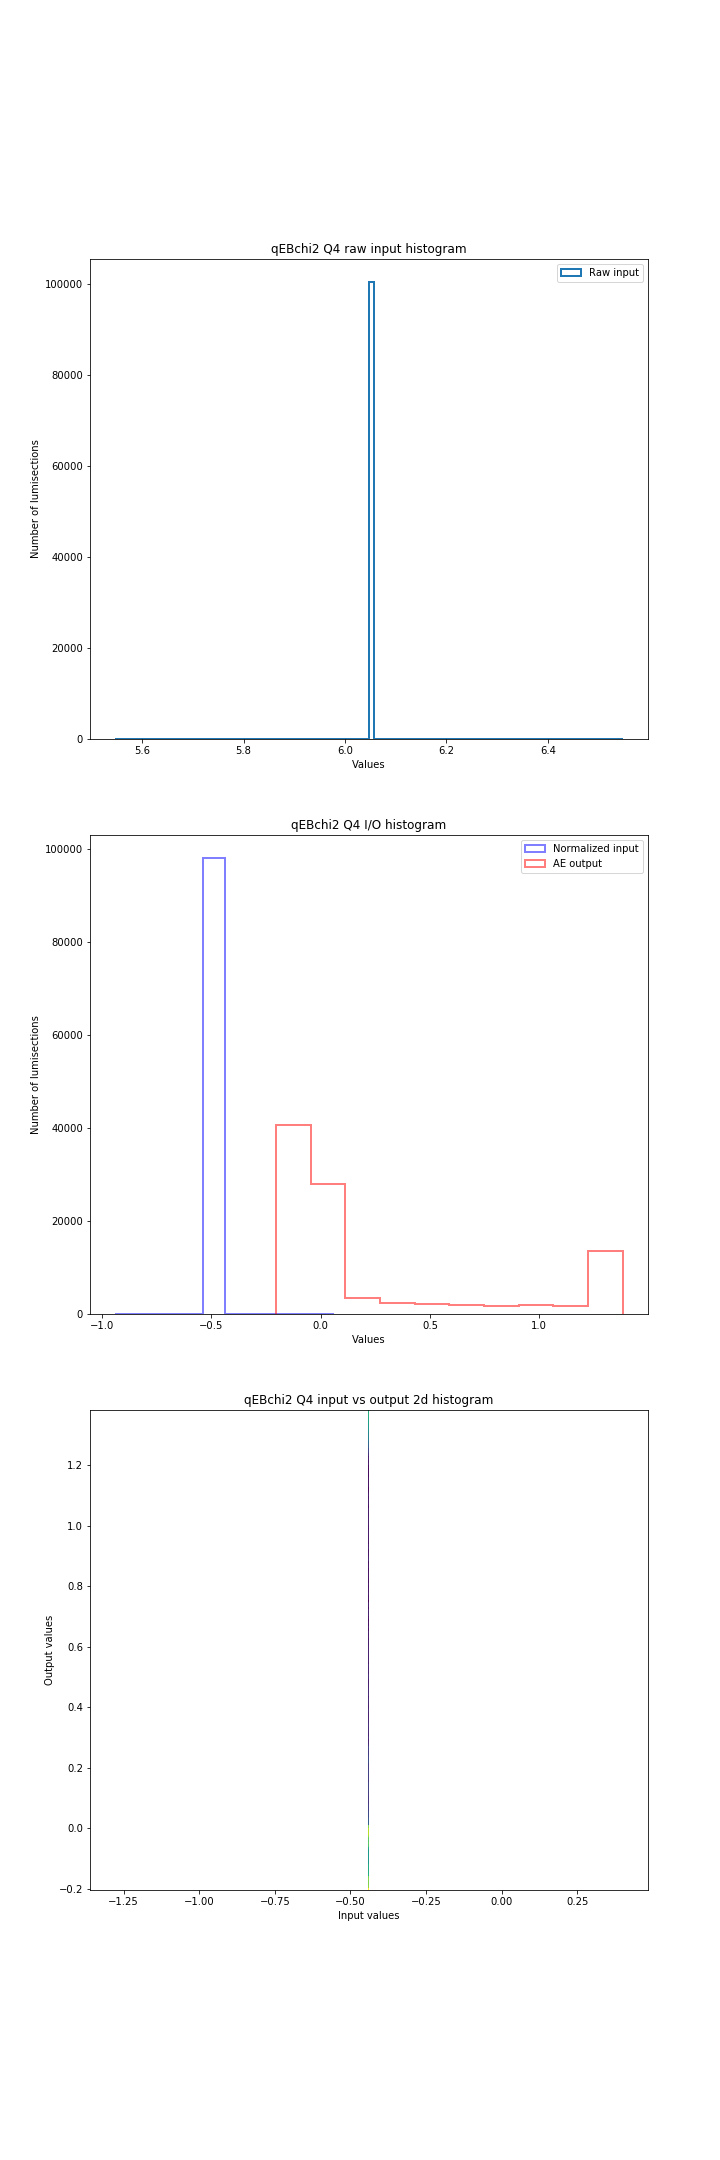 qEBchi2 Q4 raw input histogram
Raw input
100000
80000
60000
40000
20000
0
Number of lumisections
5.6 5.8 6.0 6.2 6.4
Values
qEBchi2 Q4 I/O histogram
Normalized input
AE output
100000
80000
60000
40000
20000
0
Number of lumisections
−1.0 −0.5 0.0 0.5 1.0
Values
qEBchi2 Q4 input vs output 2d histogram
1.2
1.0
0.8
0.6
0.4
0.2
0.0
−0.2
Output values
−1.25 −1.00 −0.75 −0.50 −0.25 0.00 0.25
Input values